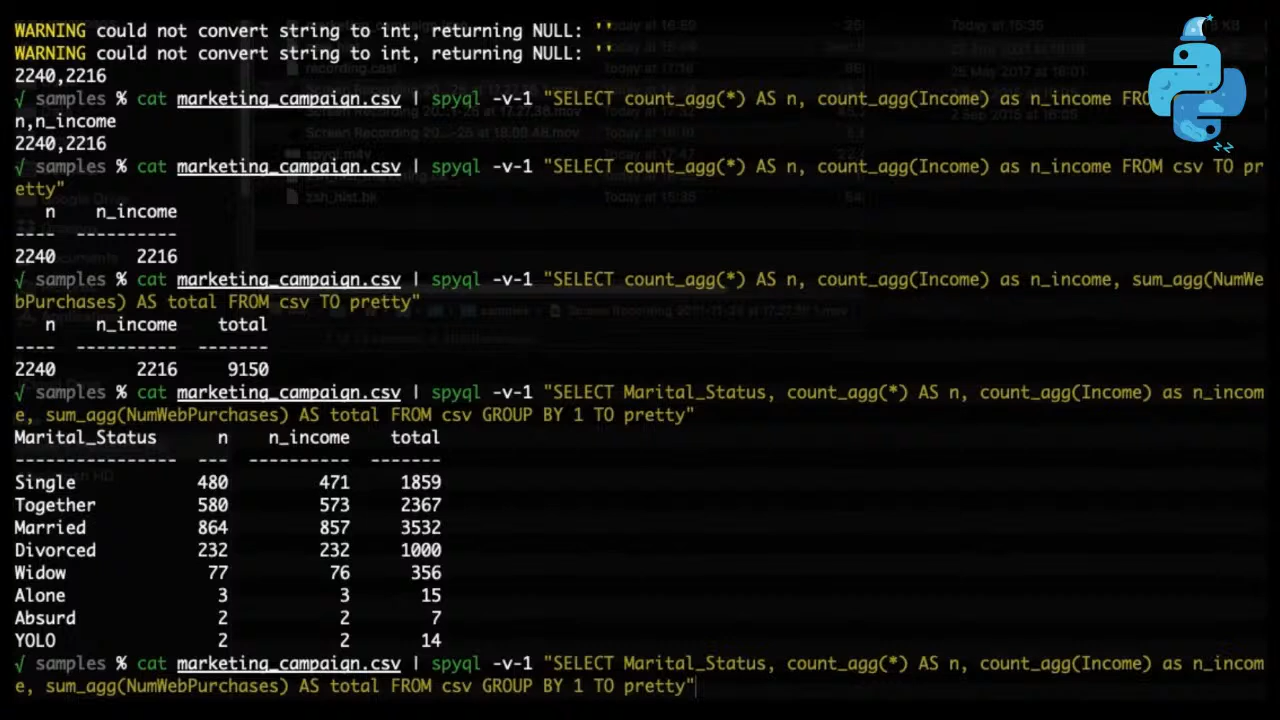 WARNING could not convert string to int, returning NULL: ''
WARNING could not convert string to int, returning NULL: ''
2240,2216
√ samples % cat marketing_campaign.csv | spyql -v-1 "SELECT count_agg(*) AS n, count_agg(Income) as n_income FRO
n,n_income
2240,2216
√ samples % cat marketing_campaign.csv | spyql -v-1 "SELECT count_agg(*) AS n, count_agg(Income) as n_income FROM csv TO pr
etty"
n n_income
---- ----------
2240 2216
√ samples % cat marketing_campaign.csv | spyql -v-1 "SELECT count_agg(*) AS n, count_agg(Income) as n_income, sum_agg(NumWe
bPurchases) AS total FROM csv TO pretty"
n n_income total
---- ---------- -------
2240 2216 9150
√ samples % cat marketing_campaign.csv | spyql -v-1 "SELECT Marital_Status, count_agg(*) AS n, count_agg(Income) as n_incom
e, sum_agg(NumWebPurchases) AS total FROM csv GROUP BY 1 TO pretty"
Marital_Status n n_income total
---------------- --- ---------- -------
Single 480 471 1859
Together 580 573 2367
Married 864 857 3532
Divorced 232 232 1000
Widow 77 76 356
Alone 3 3 15
Absurd 2 2 7
YOLO 2 2 14
√ samples % cat marketing_campaign.csv | spyql -v-1 "SELECT Marital_Status, count_agg(*) AS n, count_agg(Income) as n_incom
e, sum_agg(NumWebPurchases) AS total FROM csv GROUP BY 1 TO pretty"